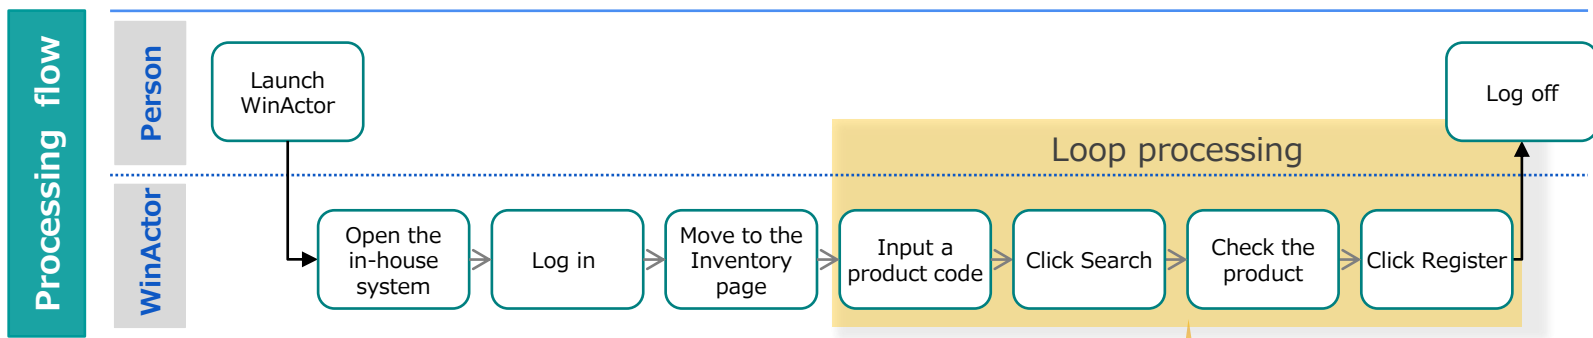 Processing flow
Person
Launch
WinActor
Log off
Loop processing
WinActor
Open the
in-house
system
Log in
Move to the
Inventory
page
Input a
product code
Click Search
Check the
product
Click Register